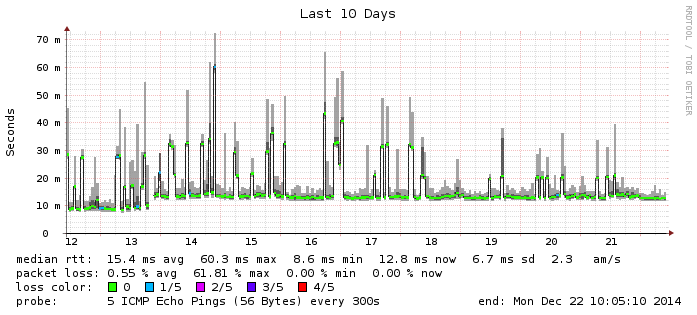 Last 10 Days
RRDTOOL / TOBI OETIKER
Seconds
70 m
60 m
50 m
40 m
30 m
20 m
10 m
0
12 13 14 15 16 17 18 19 20 21
median rtt: 15.4 ms avg 60.3 ms max 8.6 ms min 12.8 ms now 6.7 ms sd 2.3 am/s
packet loss: 0.55 % avg 61.81 % max 0.00 % min 0.00 % now
loss color: 0 1/5 2/5 3/5 4/5
probe: 5 ICMP Echo Pings (56 Bytes) every 300s end: Mon Dec 22 10:05:10 2014